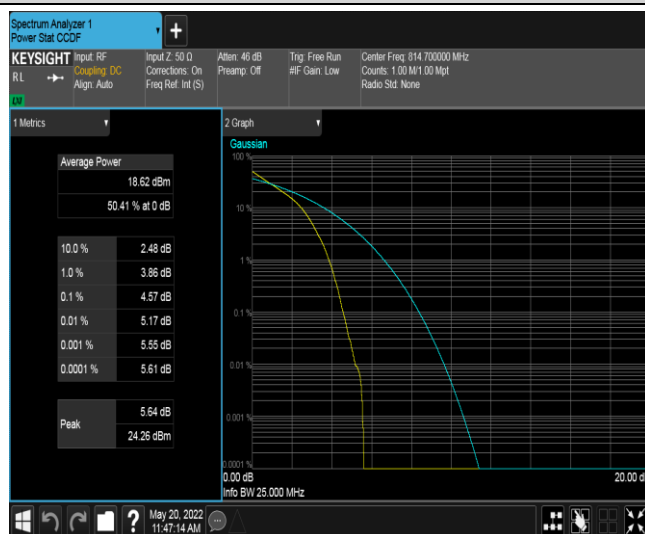 Spectrum Analyzer 1
Power Stat CCDF
KEYSIGHT
RL
Input: RF
Coupling: DC
Align: Auto
Input Z: 50 Ω
Corrections: On
Freq Ref: Int (S)
Atten: 46 dB
Preamp: Off
Trig: Free Run
#IF Gain: Low
Center Freq: 814.700000 MHz
Counts: 1.00 M/1.00 Mpt
Radio Std: None
LXI
1 Metrics
Average Power
18.62 dBm
50.41 % at 0 dB
10.0 % 2.48 dB
1.0 % 3.86 dB
0.1 % 4.57 dB
0.01 % 5.17 dB
0.001 % 5.55 dB
0.0001 % 5.61 dB
Peak
5.64 dB
24.26 dBm
2 Graph
Gaussian
100 %
10 %
1 %
0.1 %
0.01 %
0.001 %
0.0001 %
0.00 dB
20.00 d
Info BW 25.000 MHz
May 20, 2022
11:47:14 AM